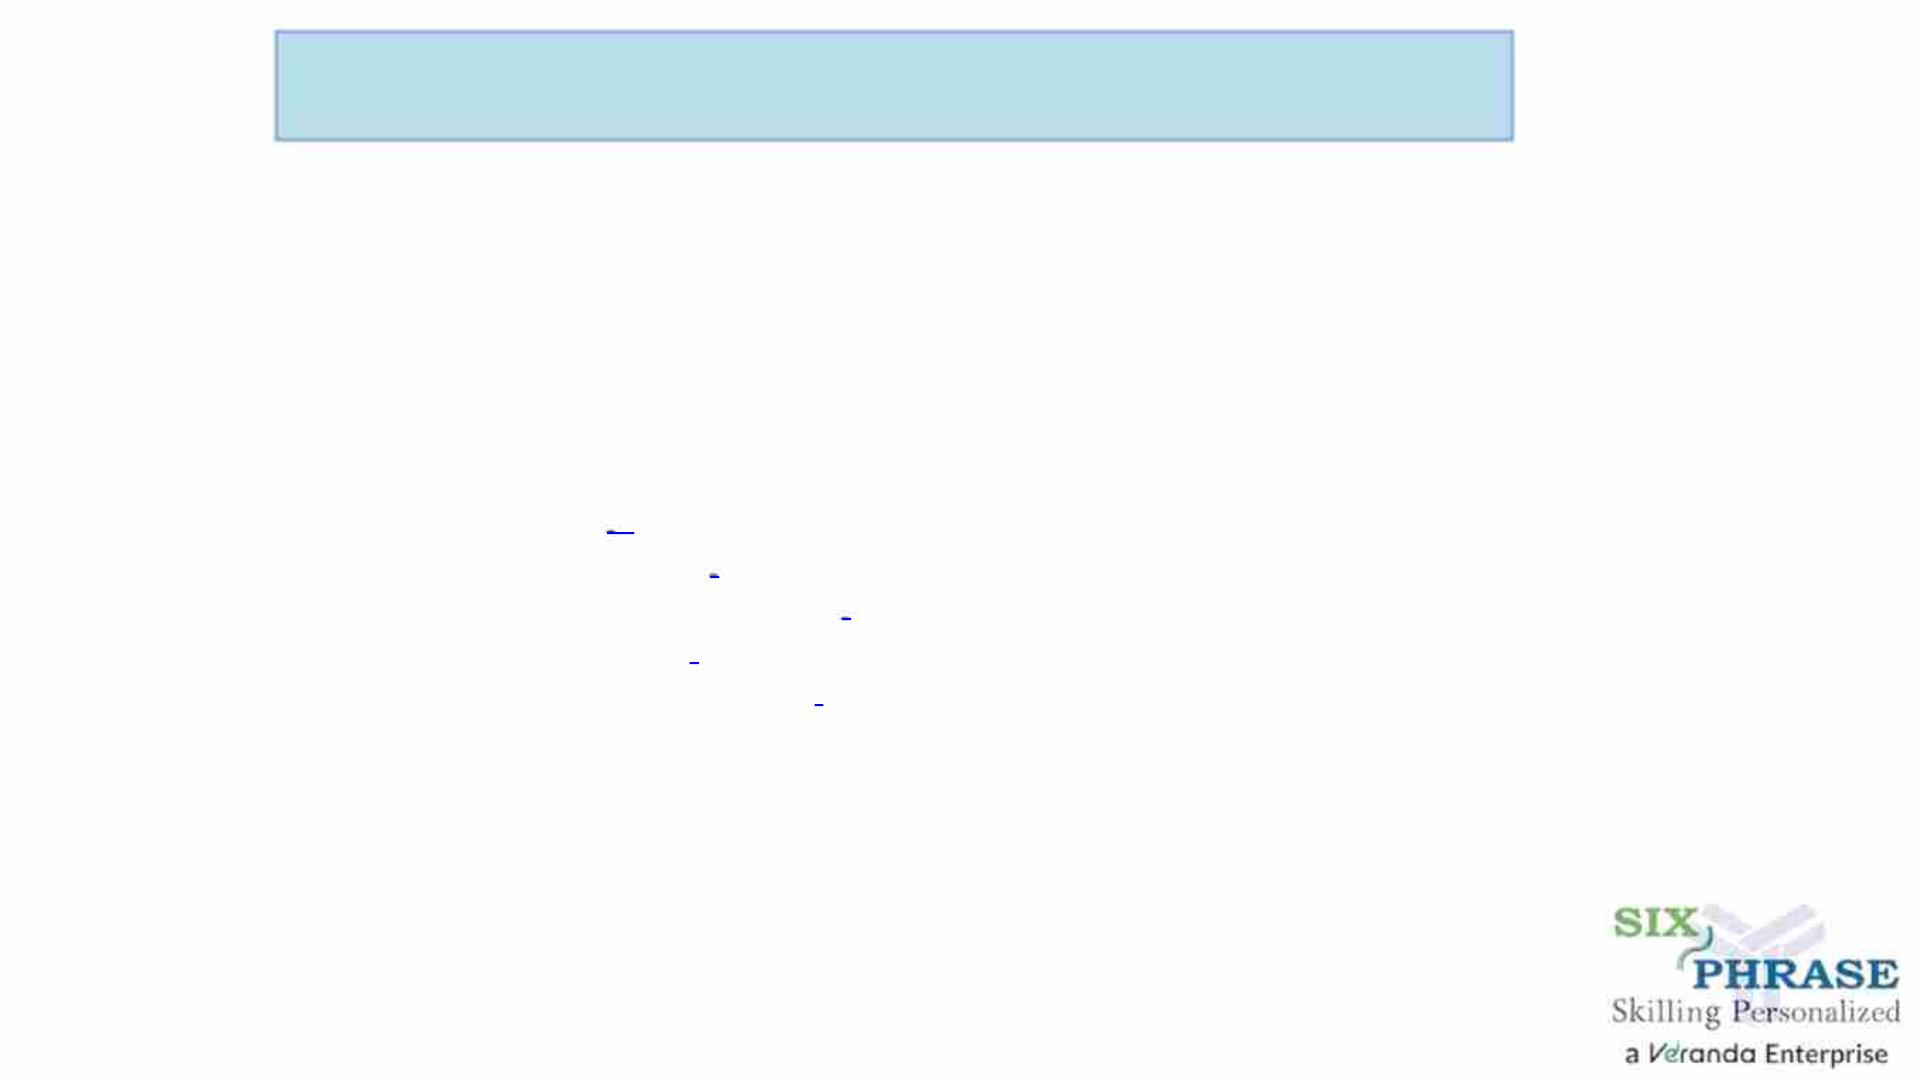 SIX
PHRASE
Skilling Personalized
a Veranda Enterprise